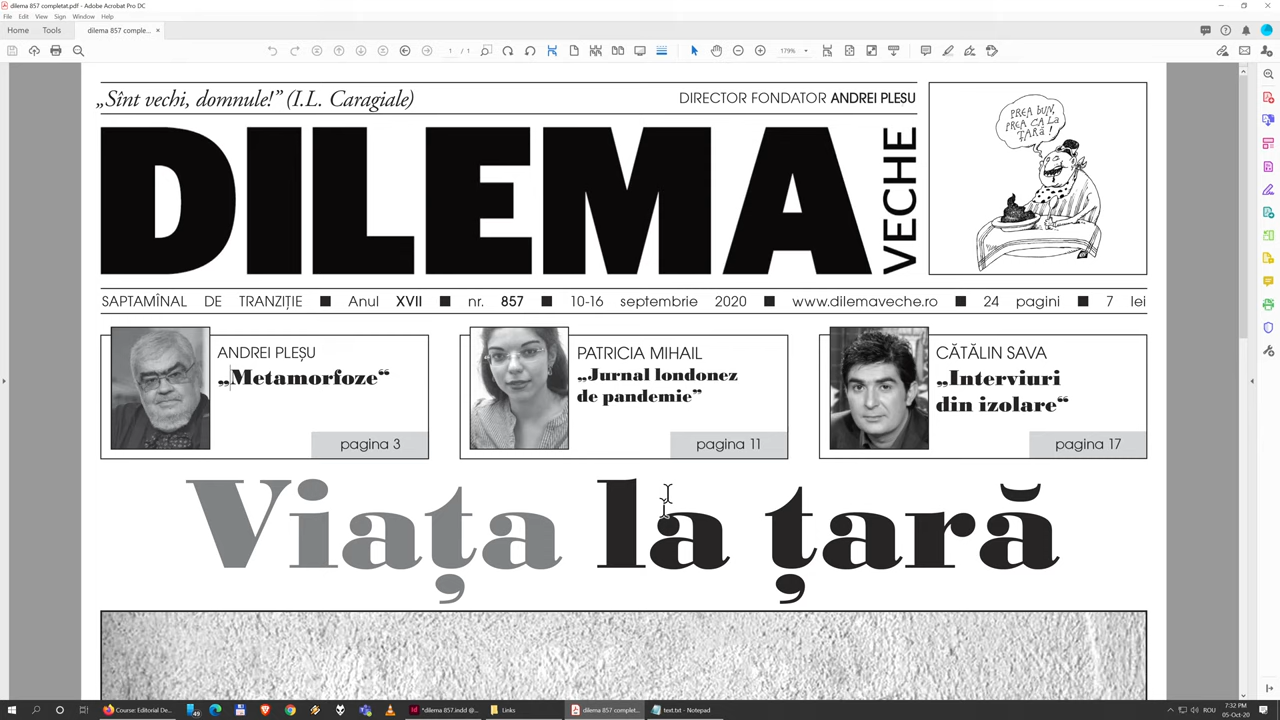 dilema 857 completat.pdf - Adobe Acrobat Pro DC
File Edit View Sign Window Help
Home Tools dilema 857 comple... ×
1 / 1 179%
„Sînt vechi, domnule!” (I.L. Caragiale)
DIRECTOR FONDATOR ANDREI PLEȘU
DILEMA
VECHE
PREA BUN,
PREA CA LA
ȚARĂ!
SAPTAMÎNAL DE TRANZIȚIE ■ Anul XVII ■ nr. 857 ■ 10-16 septembrie 2020 ■ www.dilemaveche.ro ■ 24 pagini ■ 7 lei
ANDREI PLEȘU
„Metamorfoze“
pagina 3
PATRICIA MIHAIL
„Jurnal londonez
de pandemie”
pagina 11
CĂTĂLIN SAVA
„Interviuri
din izolare“
pagina 17
Viața la țară
Course: Editorial De... 49 *dilema 857.indd @... Links dilema 857 complet... text.txt - Notepad ROU 7:32 PM
05-Oct-20